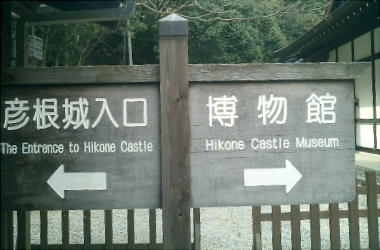 彦根城入口
The Entrance to Hikone Castle
博物館
Hikone Castle Museum